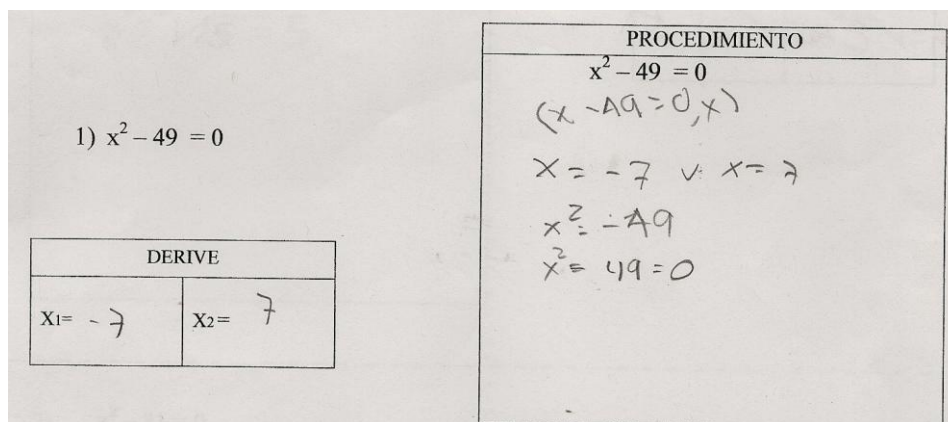 1) x² – 49 = 0
DERIVE
X1= -7
X2= 7
PROCEDIMIENTO
x² – 49 = 0
(x -49=0,x)
x = -7 v x= 7
x² = -49
x² = 49 = 0